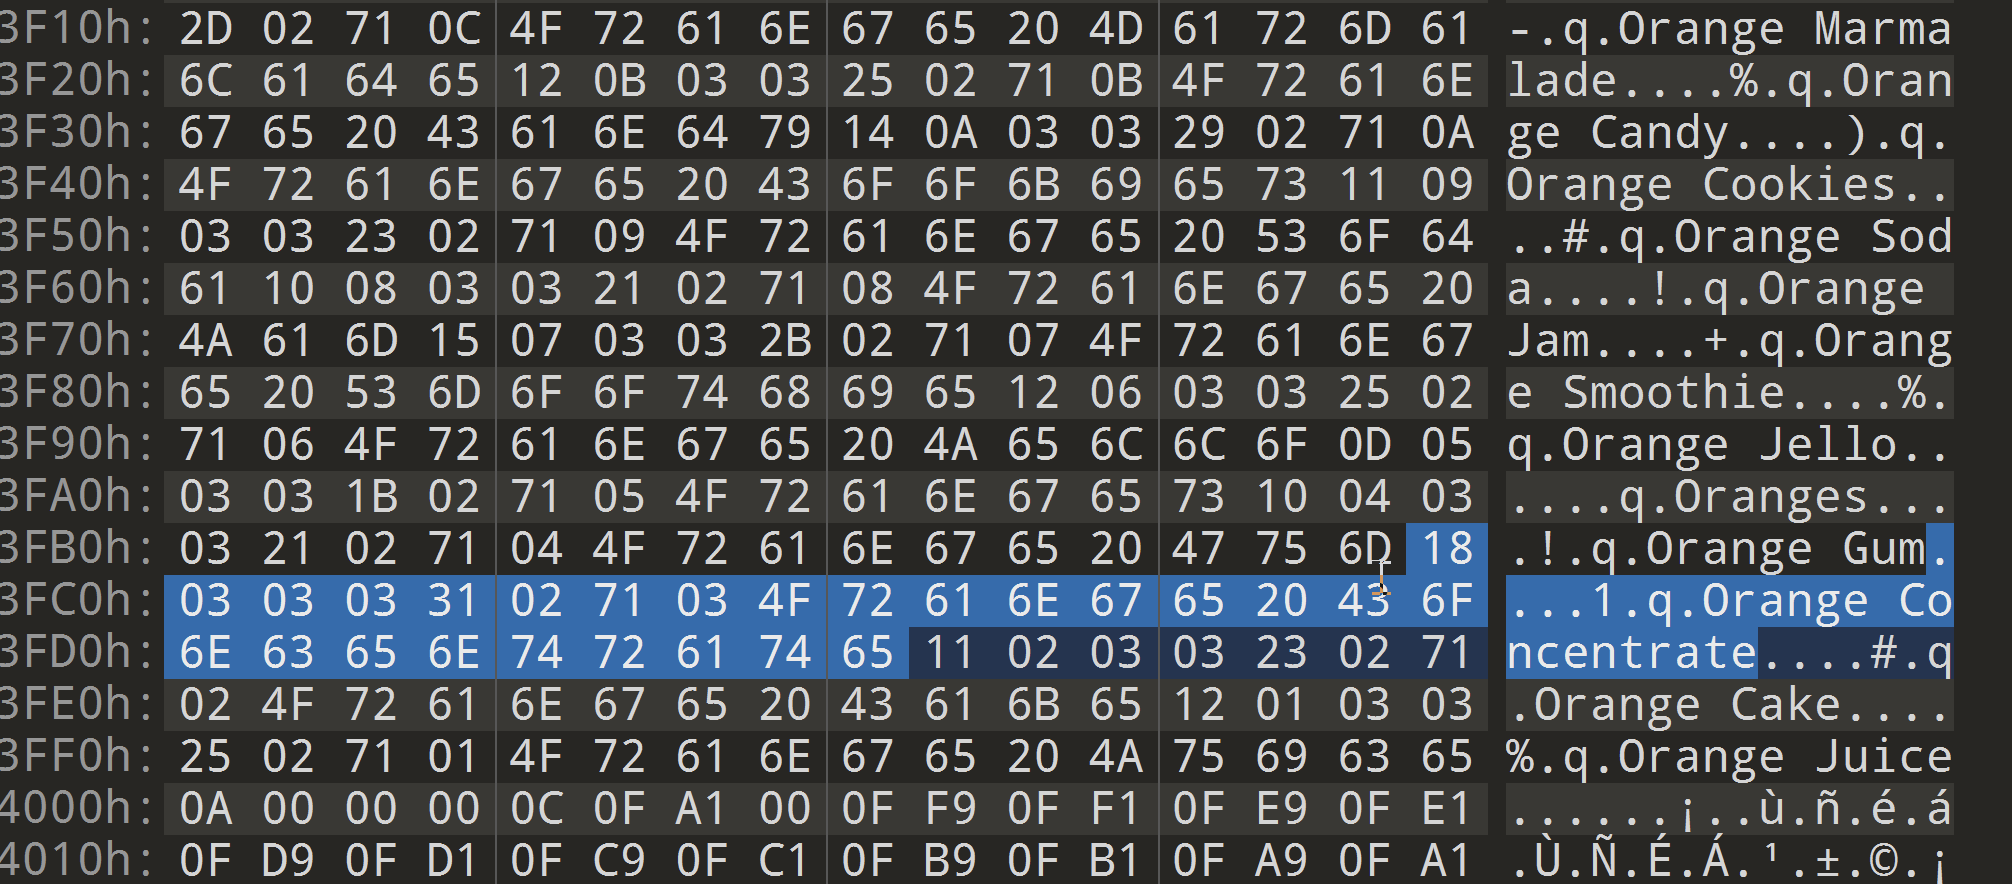 3F10h: 2D 02 71 0C 4F 72 61 6E 67 65 20 4D 61 72 6D 61 -.q.Orange Marma
3F20h: 6C 61 64 65 12 0B 03 03 25 02 71 0B 4F 72 61 6E lade....%.q.Oran
3F30h: 67 65 20 43 61 6E 64 79 14 0A 03 03 29 02 71 0A ge Candy....).q.
3F40h: 4F 72 61 6E 67 65 20 43 6F 6F 6B 69 65 73 11 09 Orange Cookies..
3F50h: 03 03 23 02 71 09 4F 72 61 6E 67 65 20 53 6F 64 ..#.q.Orange Sod
3F60h: 61 10 08 03 03 21 02 71 08 4F 72 61 6E 67 65 20 a....!.q.Orange
3F70h: 4A 61 6D 15 07 03 03 2B 02 71 07 4F 72 61 6E 67 Jam....+.q.Orang
3F80h: 65 20 53 6D 6F 6F 74 68 69 65 12 06 03 03 25 02 e Smoothie....%.
3F90h: 71 06 4F 72 61 6E 67 65 20 4A 65 6C 6C 6F 0D 05 q.Orange Jello..
3FA0h: 03 03 1B 02 71 05 4F 72 61 6E 67 65 73 10 04 03 ....q.Oranges...
3FB0h: 03 21 02 71 04 4F 72 61 6E 67 65 20 47 75 6D 18 .!.q.Orange Gum.
3FC0h: 03 03 03 31 02 71 03 4F 72 61 6E 67 65 20 43 6F ...1.q.Orange Co
3FD0h: 6E 63 65 6E 74 72 61 74 65 11 02 03 03 23 02 71 ncentrate....#.q
3FE0h: 02 4F 72 61 6E 67 65 20 43 61 6B 65 12 01 03 03 .Orange Cake....
3FF0h: 25 02 71 01 4F 72 61 6E 67 65 20 4A 75 69 63 65 %.q.Orange Juice
4000h: 0A 00 00 00 0C 0F A1 00 0F F9 0F F1 0F E9 0F E1 ......¡..ù.ñ.é.á
4010h: 0F D9 0F D1 0F C9 0F C1 0F B9 0F B1 0F A9 0F A1 .Ù.Ñ.É.Á.¹.±.©.¡